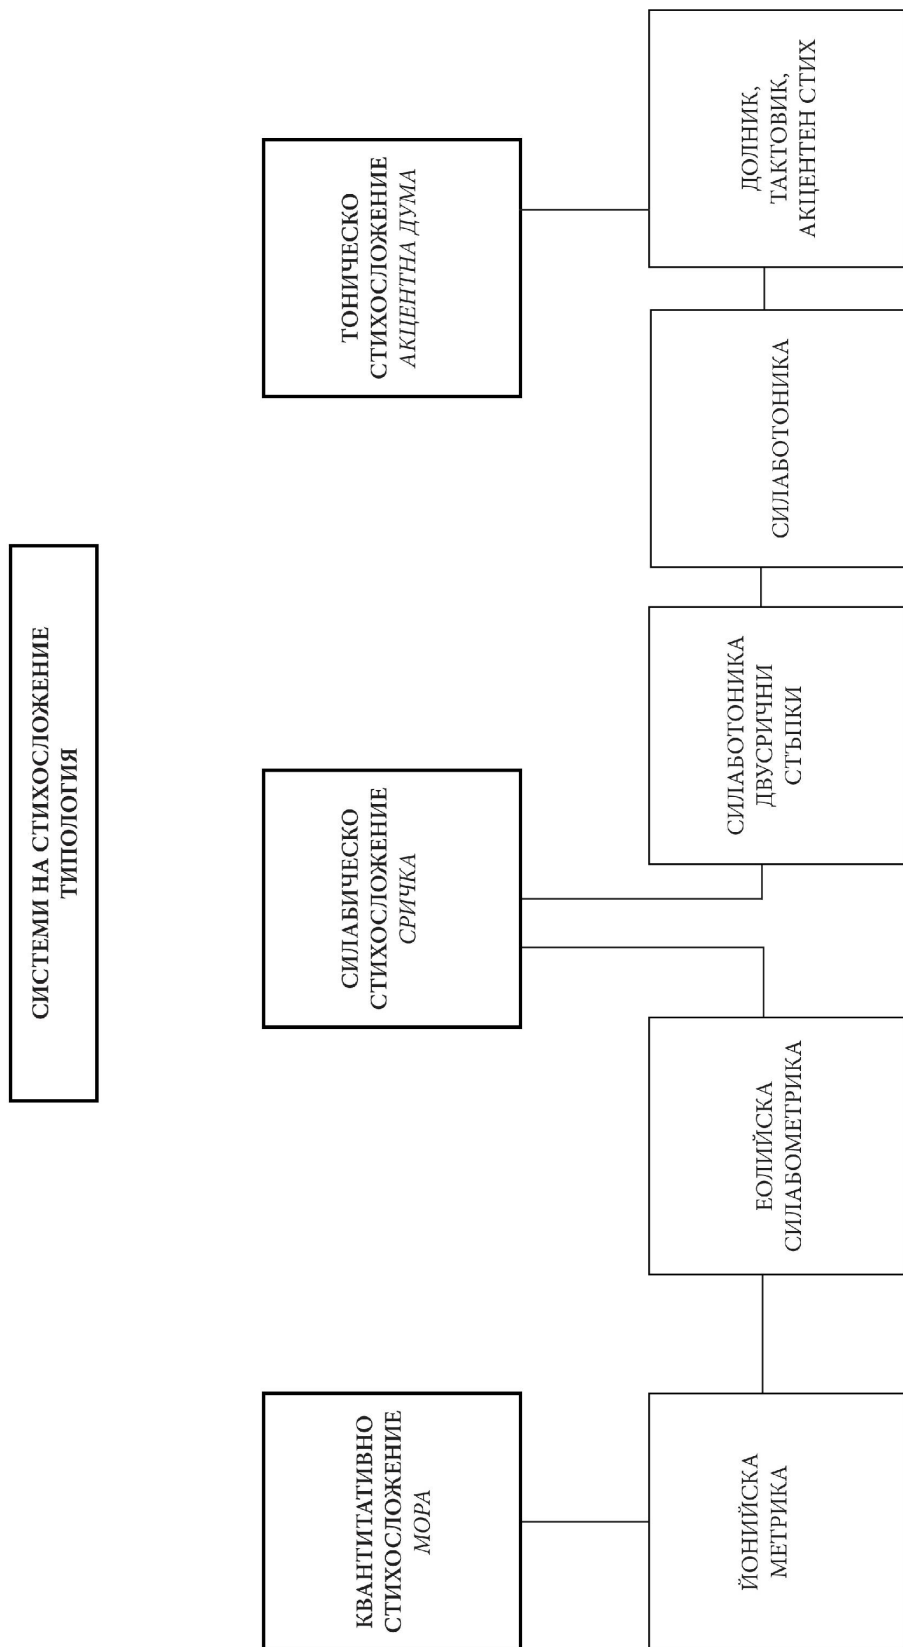 СИСТЕМИ НА СТИХОСЛОЖЕНИЕ
ТИПОЛОГИЯ
КВАНТИТАТИВНО
СТИХОСЛОЖЕНИЕ
МОРА
СИЛАБИЧЕСКО
СТИХОСЛОЖЕНИЕ
СРИЧКА
ТОНИЧЕСКО
СТИХОСЛОЖЕНИЕ
АКЦЕНТНА ДУМА
ЙОНИЙСКА
МЕТРИКА
ЕОЛИЙСКА
СИЛАБОМЕТРИКА
СИЛАБОТОНИКА
ДВУСРИЧНИ
СТЪПКИ
СИЛАБОТОНИКА
ДОЛНИК,
ТАКТОВИК,
АКЦЕНТЕН СТИХ